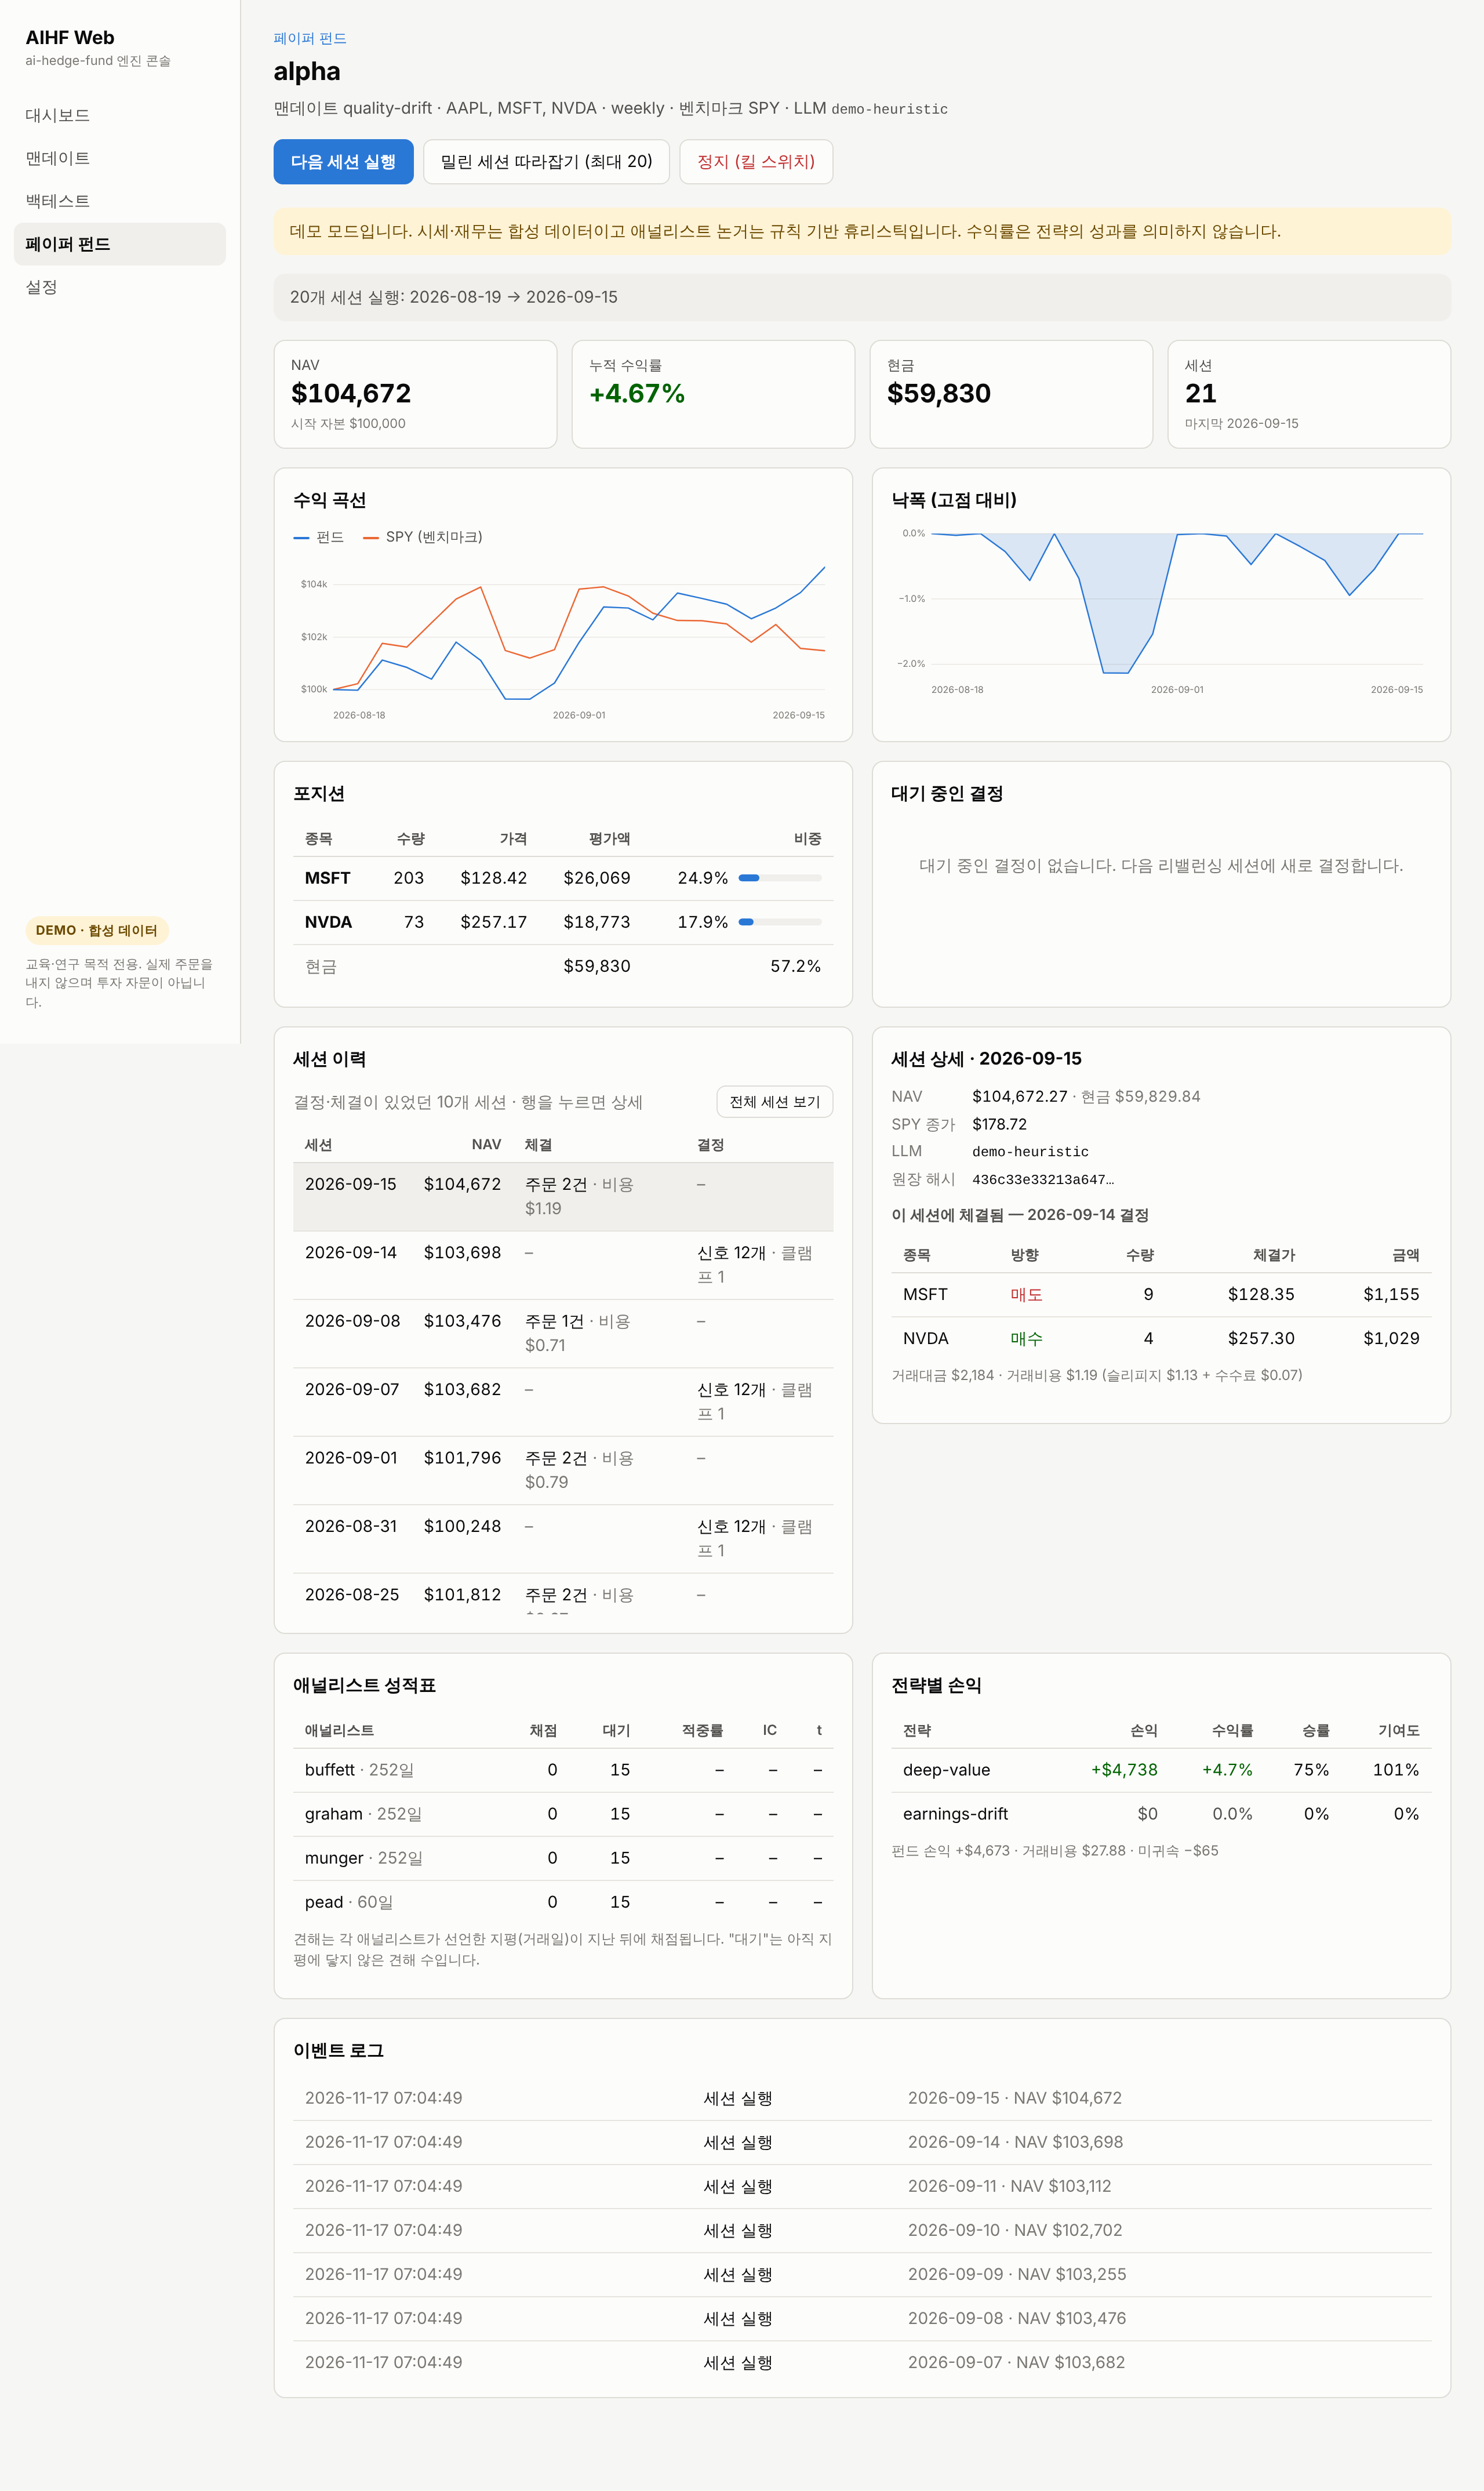 AIHF Web
ai-hedge-fund 엔진 콘솔
대시보드
맨데이트
백테스트
페이퍼 펀드
설정
DEMO · 합성 데이터
교육·연구 목적 전용. 실제 주문을
내지 않으며 투자 자문이 아닙니
다.
페이퍼 펀드
alpha
맨데이트 quality-drift · AAPL, MSFT, NVDA · weekly · 벤치마크 SPY · LLM demo-heuristic
다음 세션 실행 밀린 세션 따라잡기 (최대 20) 정지 (킬 스위치)
데모 모드입니다. 시세·재무는 합성 데이터이고 애널리스트 논거는 규칙 기반 휴리스틱입니다. 수익률은 전략의 성과를 의미하지 않습니다.
20개 세션 실행: 2026-08-19 → 2026-09-15
NAV
$104,672
시작 자본 $100,000
누적 수익률
+4.67%
현금
$59,830
세션
21
마지막 2026-09-15
수익 곡선
펀드 SPY (벤치마크)
$104k
$102k
$100k
2026-08-18 2026-09-01 2026-09-15
낙폭 (고점 대비)
0.0%
−1.0%
−2.0%
2026-08-18 2026-09-01 2026-09-15
포지션
종목 수량 가격 평가액 비중
MSFT 203 $128.42 $26,069 24.9%
NVDA 73 $257.17 $18,773 17.9%
현금 $59,830 57.2%
대기 중인 결정
대기 중인 결정이 없습니다. 다음 리밸런싱 세션에 새로 결정합니다.
세션 이력
결정·체결이 있었던 10개 세션 · 행을 누르면 상세 전체 세션 보기
세션 NAV 체결 결정
2026-09-15 $104,672 주문 2건 · 비용 –
$1.19
2026-09-14 $103,698 – 신호 12개 · 클램
프 1
2026-09-08 $103,476 주문 1건 · 비용 –
$0.71
2026-09-07 $103,682 – 신호 12개 · 클램
프 1
2026-09-01 $101,796 주문 2건 · 비용 –
$0.79
2026-08-31 $100,248 – 신호 12개 · 클램
프 1
2026-08-25 $101,812 주문 2건 · 비용 –
세션 상세 · 2026-09-15
NAV $104,672.27 · 현금 $59,829.84
SPY 종가 $178.72
LLM demo-heuristic
원장 해시 436c33e33213a647…
이 세션에 체결됨 — 2026-09-14 결정
종목 방향 수량 체결가 금액
MSFT 매도 9 $128.35 $1,155
NVDA 매수 4 $257.30 $1,029
거래대금 $2,184 · 거래비용 $1.19 (슬리피지 $1.13 + 수수료 $0.07)
애널리스트 성적표
애널리스트 채점 대기 적중률 IC t
buffett · 252일 0 15 – – –
graham · 252일 0 15 – – –
munger · 252일 0 15 – – –
pead · 60일 0 15 – – –
견해는 각 애널리스트가 선언한 지평(거래일)이 지난 뒤에 채점됩니다. "대기"는 아직 지
평에 닿지 않은 견해 수입니다.
전략별 손익
전략 손익 수익률 승률 기여도
deep-value +$4,738 +4.7% 75% 101%
earnings-drift $0 0.0% 0% 0%
펀드 손익 +$4,673 · 거래비용 $27.88 · 미귀속 −$65
이벤트 로그
2026-11-17 07:04:49 세션 실행 2026-09-15 · NAV $104,672
2026-11-17 07:04:49 세션 실행 2026-09-14 · NAV $103,698
2026-11-17 07:04:49 세션 실행 2026-09-11 · NAV $103,112
2026-11-17 07:04:49 세션 실행 2026-09-10 · NAV $102,702
2026-11-17 07:04:49 세션 실행 2026-09-09 · NAV $103,255
2026-11-17 07:04:49 세션 실행 2026-09-08 · NAV $103,476
2026-11-17 07:04:49 세션 실행 2026-09-07 · NAV $103,682